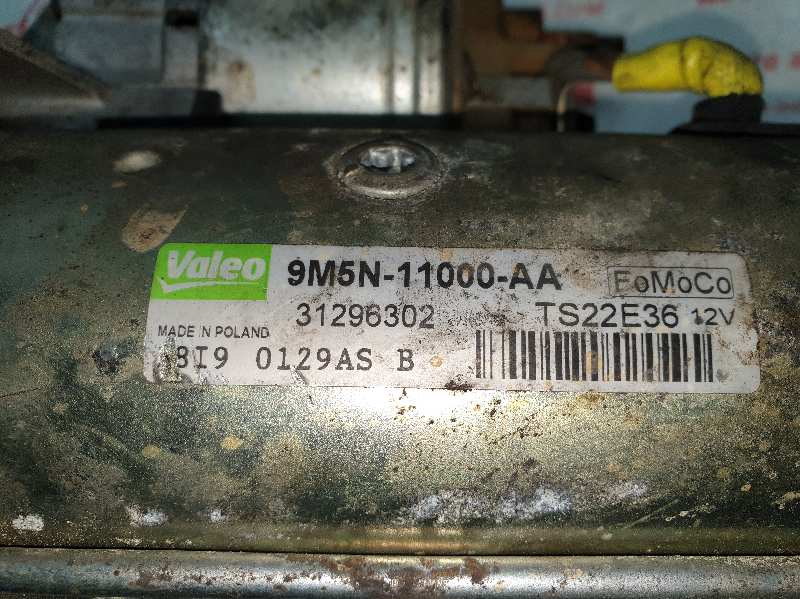 Valeo 9M5N-11000-AA FoMoCo
31296302 TS22E36 12V
MADE IN POLAND
8I9 0129AS B